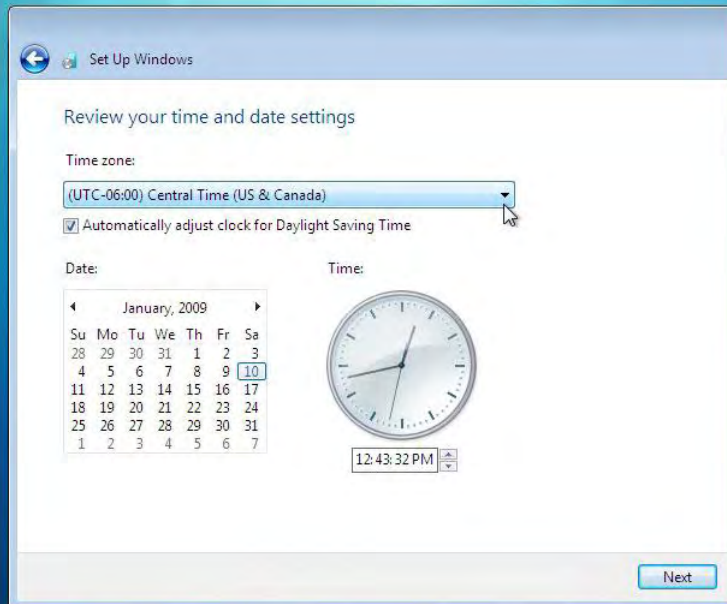 Set Up Windows
Review your time and date settings
Time zone:
(UTC-06:00) Central Time (US & Canada)
Automatically adjust clock for Daylight Saving Time
Date:
Time:
January, 2009
Su Mo Tu We Th Fr Sa
28 29 30 31 1 2 3
4 5 6 7 8 9 10
11 12 13 14 15 16 17
18 19 20 21 22 23 24
25 26 27 28 29 30 31
1 2 3 4 5 6 7
12:43:32 PM
Next